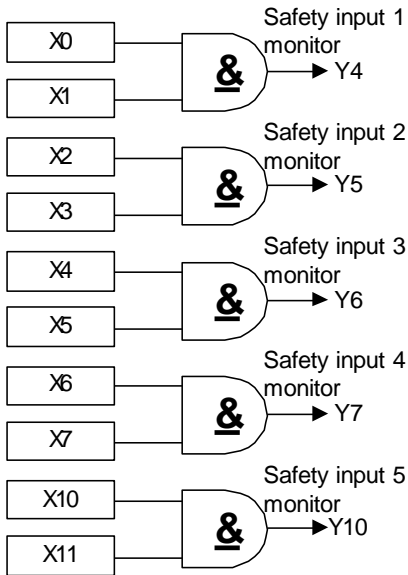 Safety input 1
monitor
X0
&
Y4
X1
Safety input 2
monitor
X2
&
Y5
X3
Safety input 3
monitor
X4
&
Y6
X5
Safety input 4
monitor
X6
&
Y7
X7
Safety input 5
monitor
X10
&
Y10
X11